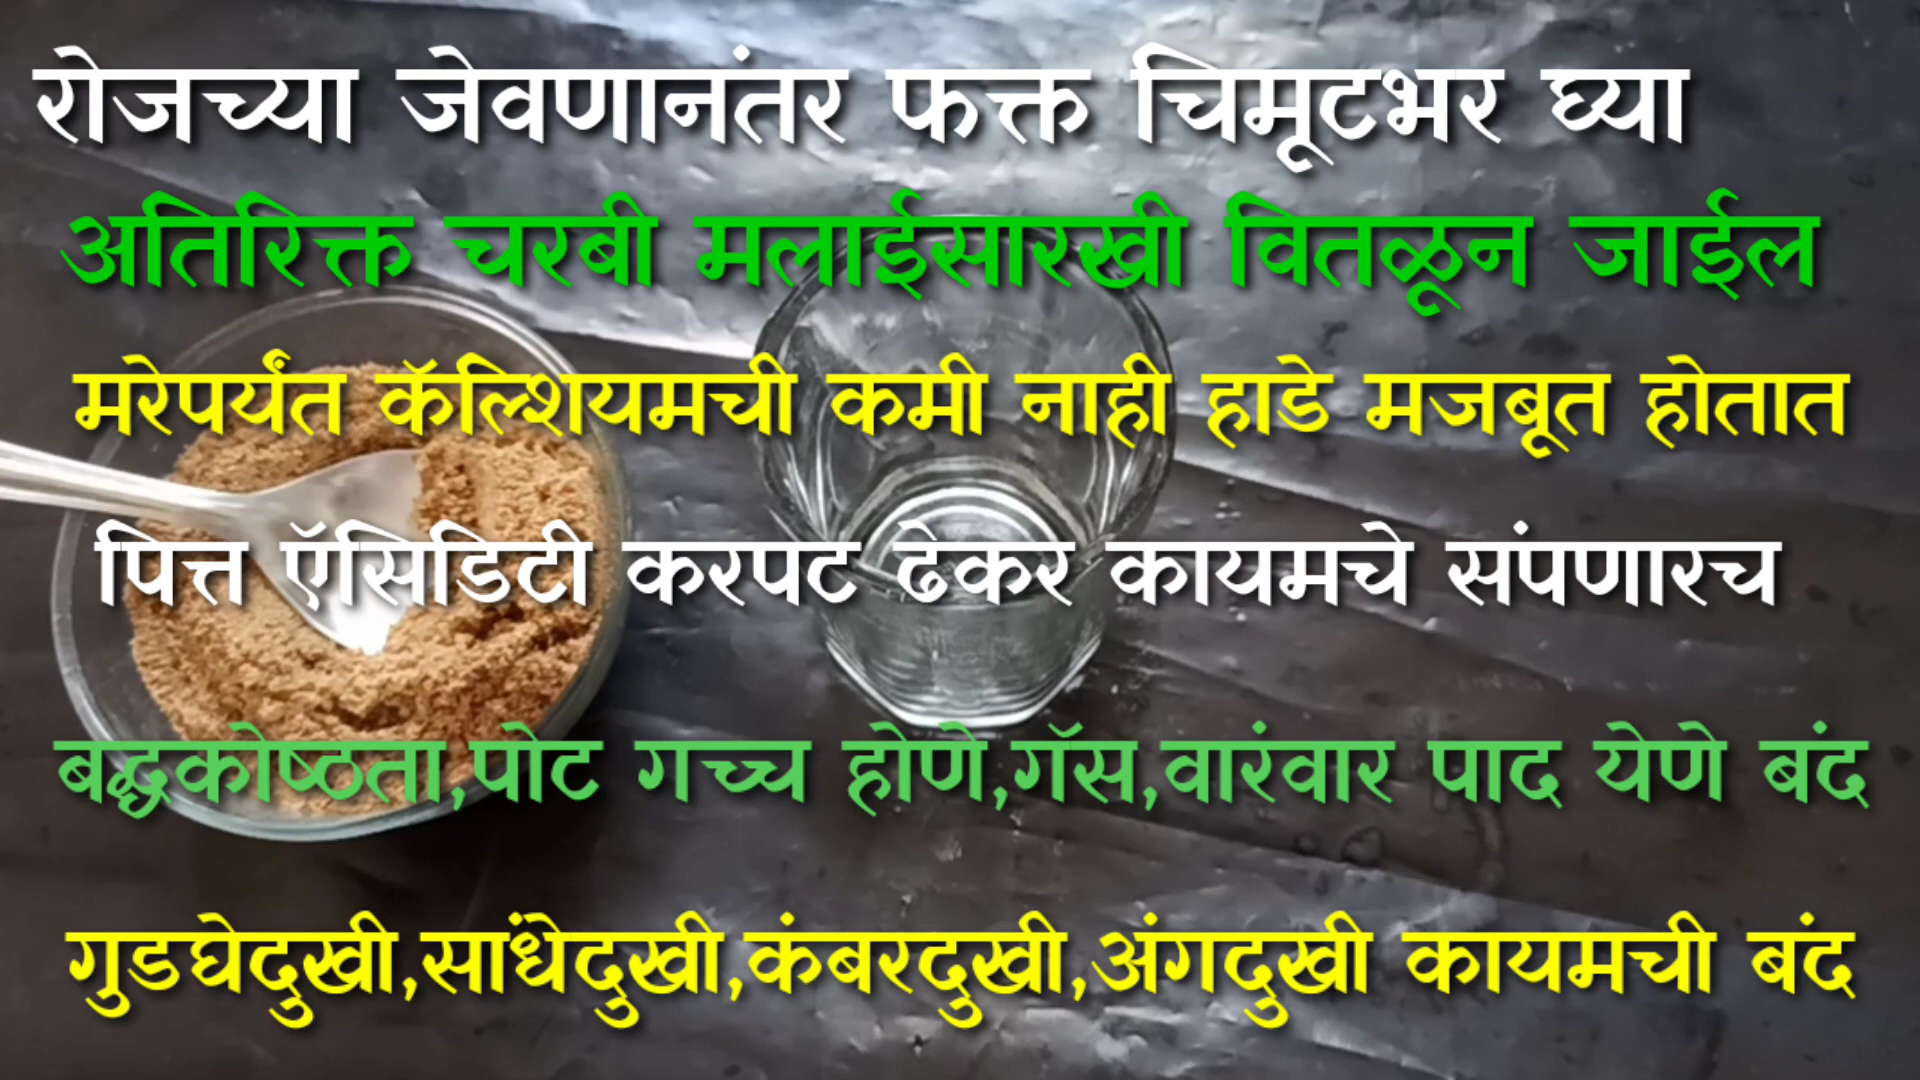 रोजच्या जेवणानंतर फक्त चिमूटभर घ्या
अतिरिक्त चरबी मलाईसारखी वितळून जाईल
मरेपर्यंत कॅल्शियमची कमी नाही हाडे मजबूत होतात
पित्त ऍसिडिटी करपट ढेकर कायमचे संपणारच
बद्धकोष्ठता,पोट गच्च होणे,गॅस,वारंवार पाद येणे बंद
गुडघेदुखी,सांधेदुखी,कंबरदुखी,अंगदुखी कायमची बंद